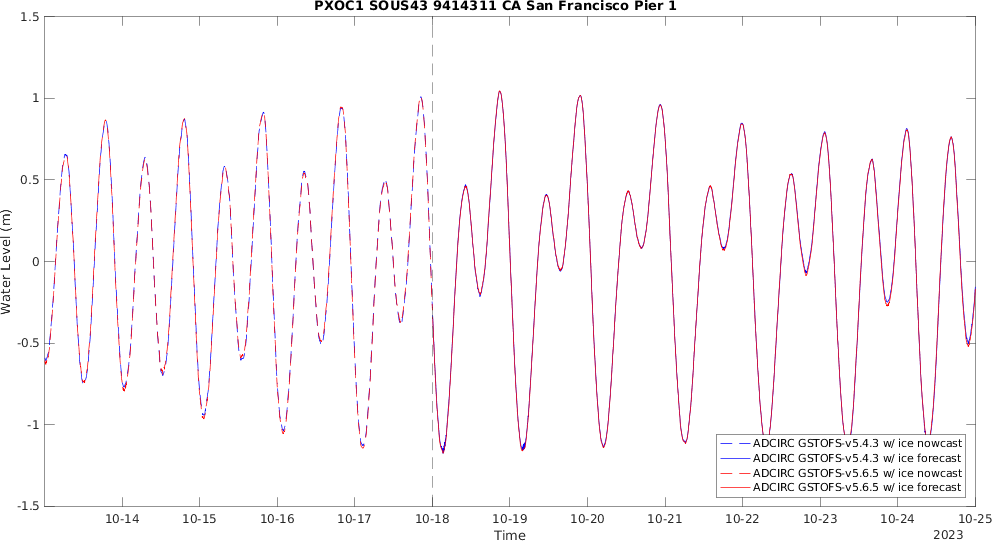 PXOC1 SOUS43 9414311 CA San Francisco Pier 1
1.5
1
0.5
0
-0.5
-1
-1.5
Water Level (m)
10-14 10-15 10-16 10-17 10-18 10-19 10-20 10-21 10-22 10-23 10-24 10-25
Time
2023
ADCIRC GSTOFS-v5.4.3 w/ ice nowcast
ADCIRC GSTOFS-v5.4.3 w/ ice forecast
ADCIRC GSTOFS-v5.6.5 w/ ice nowcast
ADCIRC GSTOFS-v5.6.5 w/ ice forecast